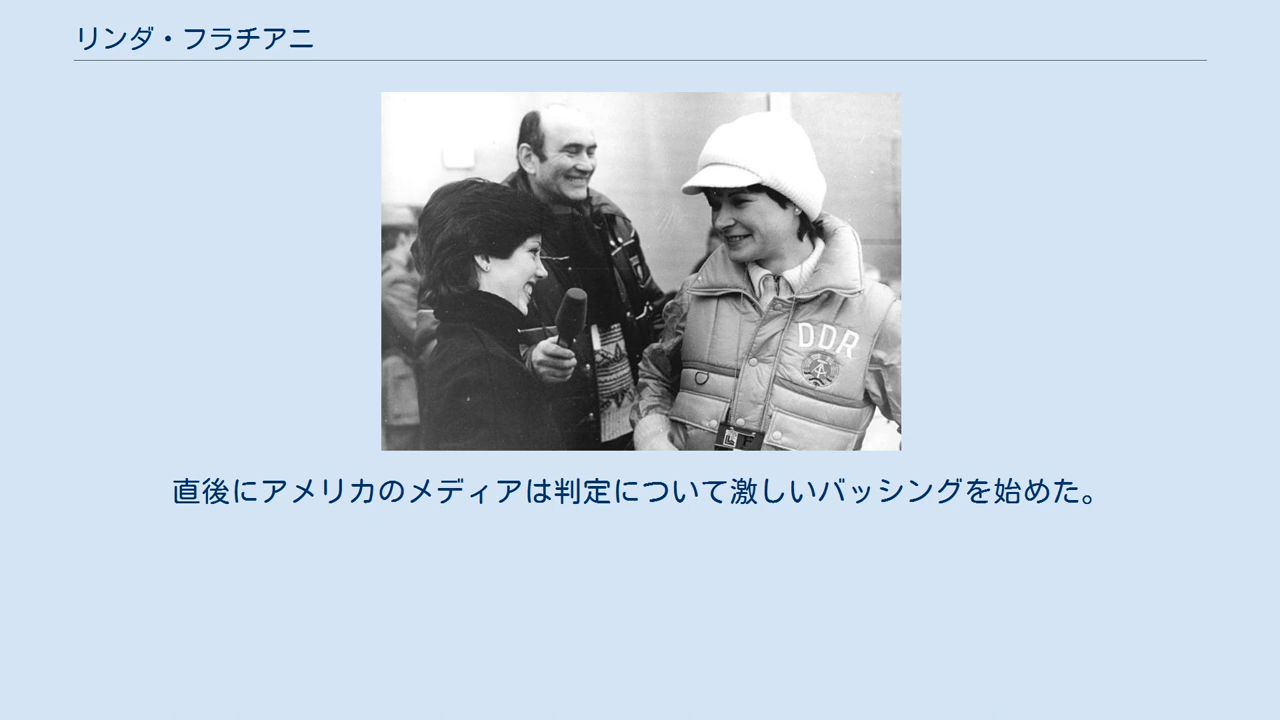 リンダ・フラチアニ
DDR
直後にアメリカのメディアは判定について激しいバッシングを始めた。